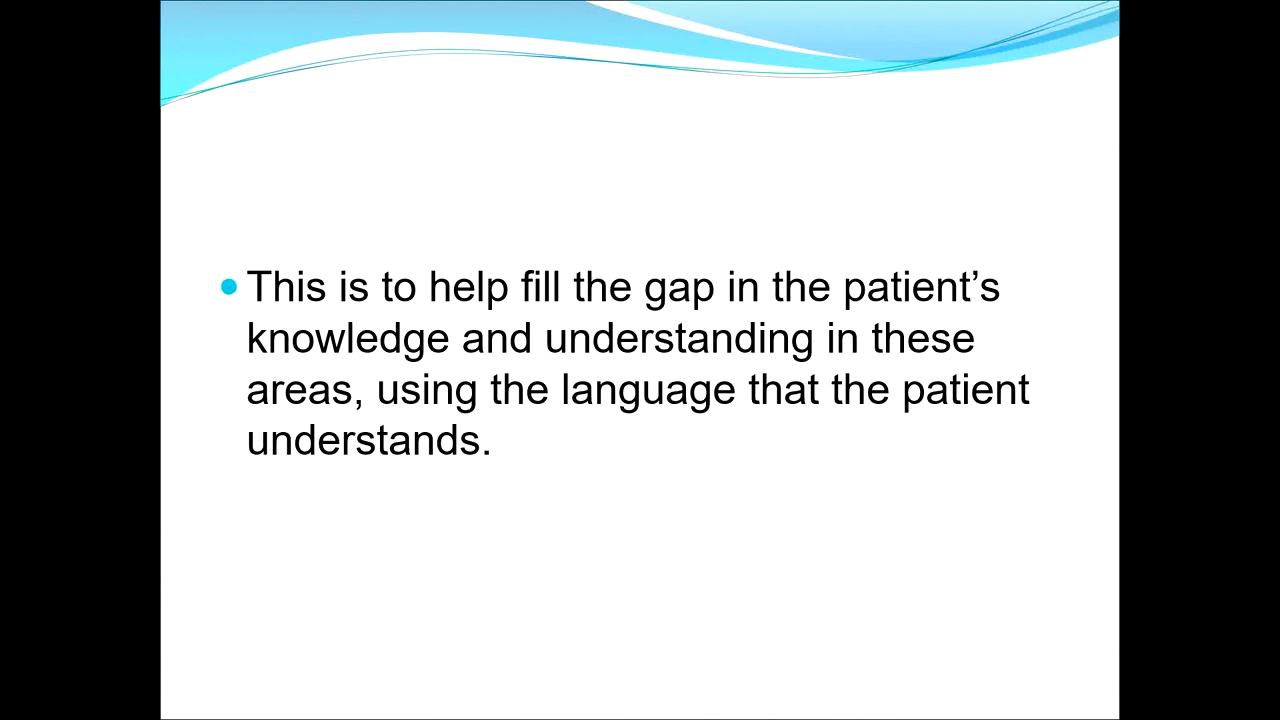 • This is to help fill the gap in the patient’s
knowledge and understanding in these
areas, using the language that the patient
understands.